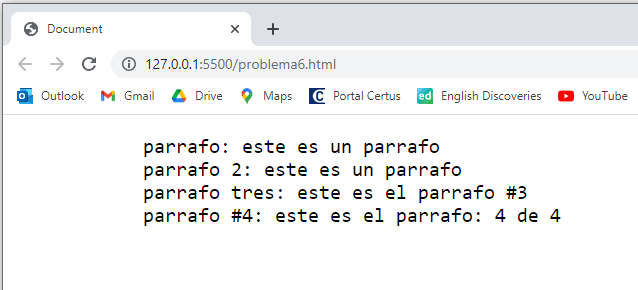 Document
127.0.0.1:5500/problema6.html
Outlook Gmail Drive Maps Portal Certus English Discoveries YouTube
parrafo: este es un parrafo
parrafo 2: este es un parrafo
parrafo tres: este es el parrafo #3
parrafo #4: este es el parrafo: 4 de 4